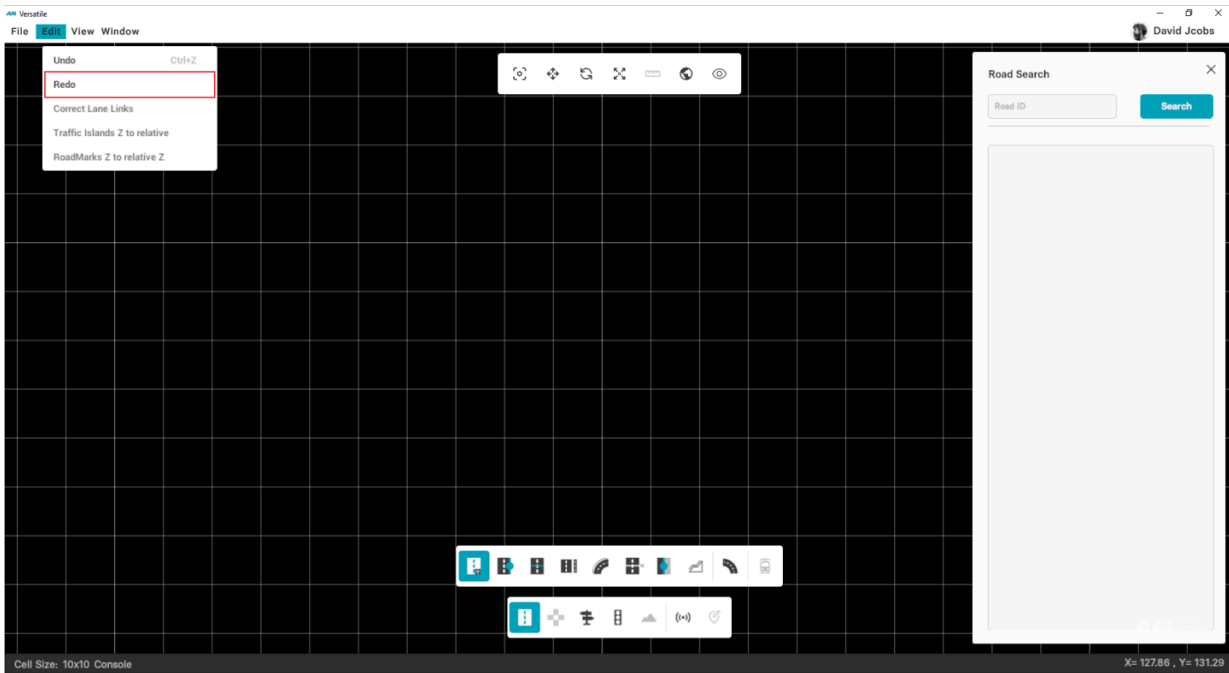 Versatile
File Edit View Window
David Jcobs
Undo Ctrl+Z
Redo
Correct Lane Links
Traffic Islands Z to relative
RoadMarks Z to relative Z
Road Search
Road ID Search
Cell Size: 10x10 Console
X= 127.86 , Y= 131.29